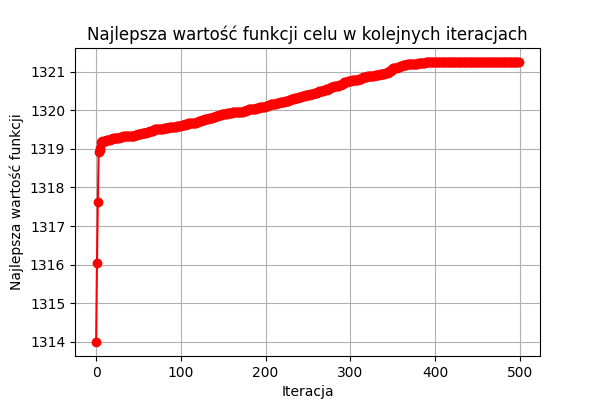 Najlepsza wartość funkcji celu w kolejnych iteracjach
Najlepsza wartość funkcji
1321
1320
1319
1318
1317
1316
1315
1314
0 100 200 300 400 500
Iteracja